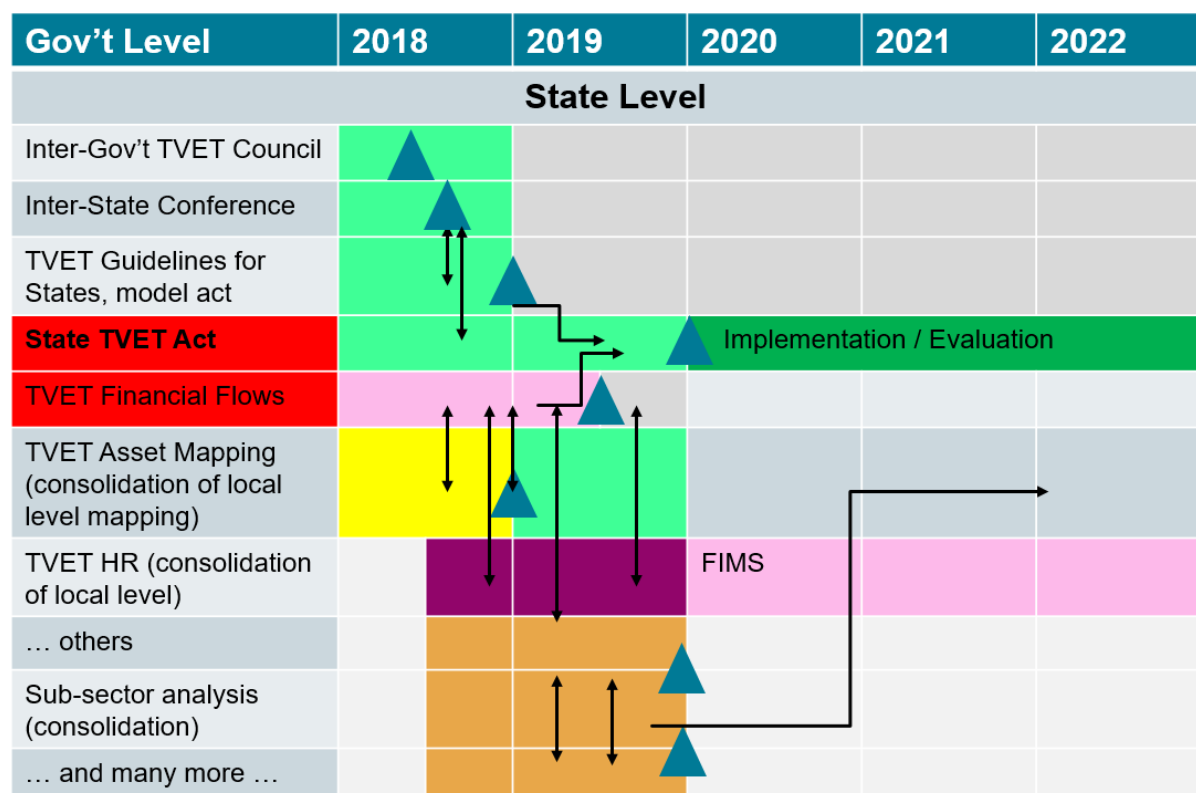 Gov’t Level 2018 2019 2020 2021 2022
State Level
Inter-Gov’t TVET Council
Inter-State Conference
TVET Guidelines for
States, model act
State TVET Act Implementation / Evaluation
TVET Financial Flows
TVET Asset Mapping
(consolidation of local
level mapping)
TVET HR (consolidation FIMS
of local level)
… others
Sub-sector analysis
(consolidation)
… and many more …